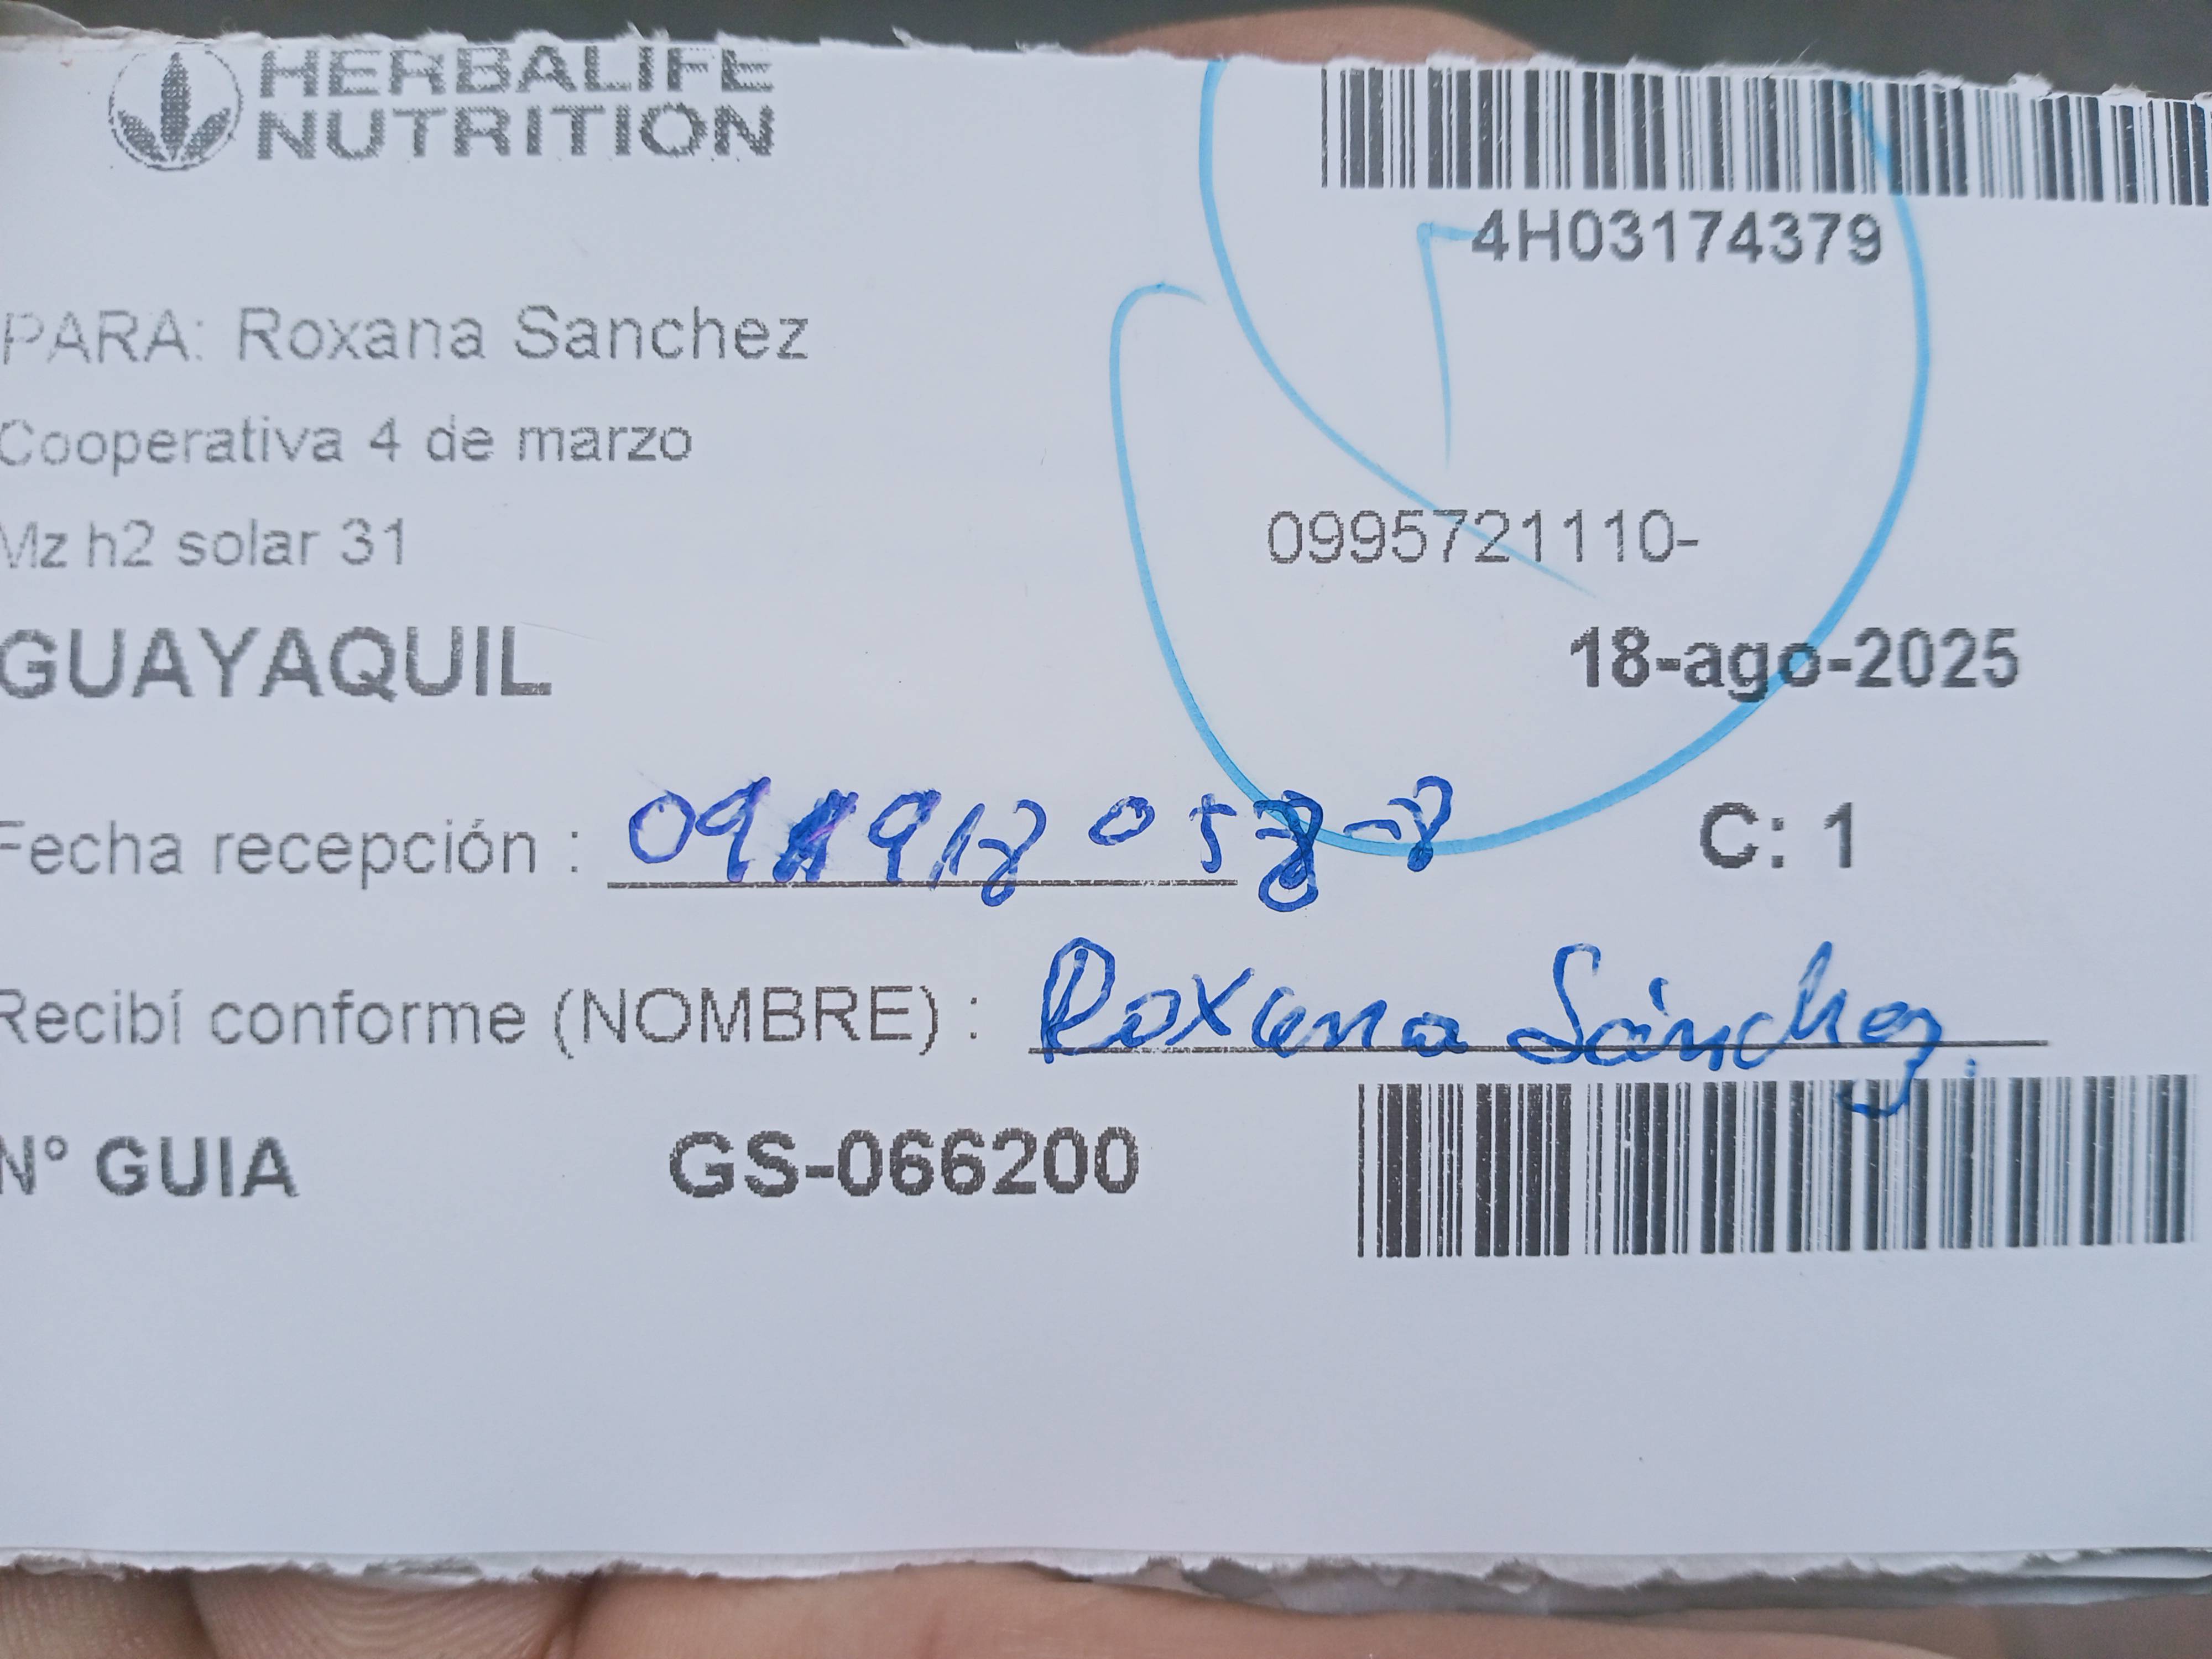 HERBALIFE
NUTRITION
4H03174379
PARA: Roxana Sanchez
Cooperativa 4 de marzo
Mz h2 solar 31
0995721110-
GUAYAQUIL
18-ago-2025
Fecha recepción :
C: 1
Recibí conforme (NOMBRE) : Roxana Sánchez
N° GUIA GS-066200